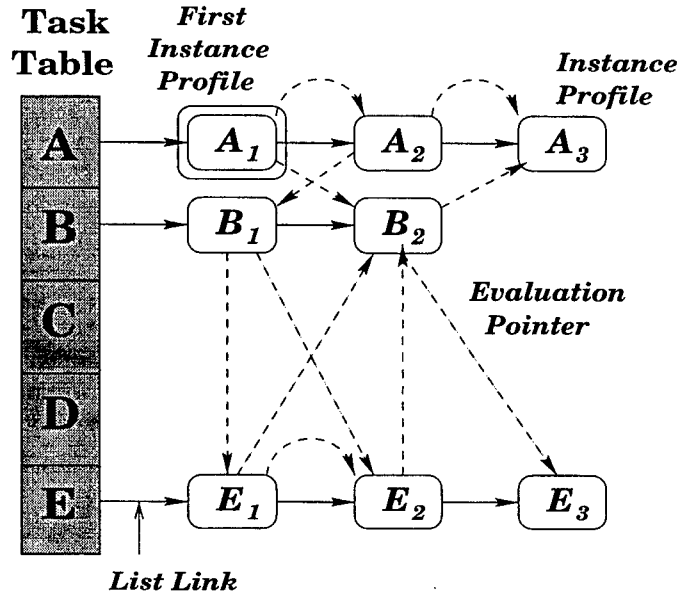 Task
Table
First
Instance
Profile
Instance
Profile
A
A1
A2
A3
B
B1
B2
C
Evaluation
Pointer
D
E
E1
E2
E3
List Link